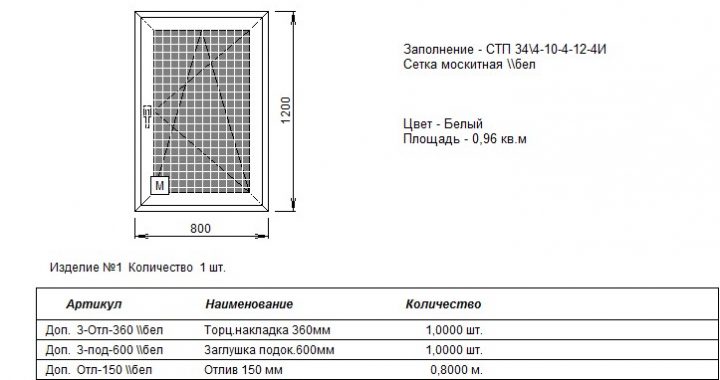 Заполнение - СТП 34\4-10-4-12-4И
Сетка москитная \\бел
1200
Цвет - Белый
Площадь - 0,96 кв.м
М
800
Изделие №1 Количество 1 шт.
Артикул Наименование Количество
Доп. З-Отл-360 \\бел Торц.накладка 360мм 1,0000 шт.
Доп. З-под-600 \\бел Заглушка подок.600мм 1,0000 шт.
Доп. Отл-150 \\бел Отлив 150 мм 0,8000 м.